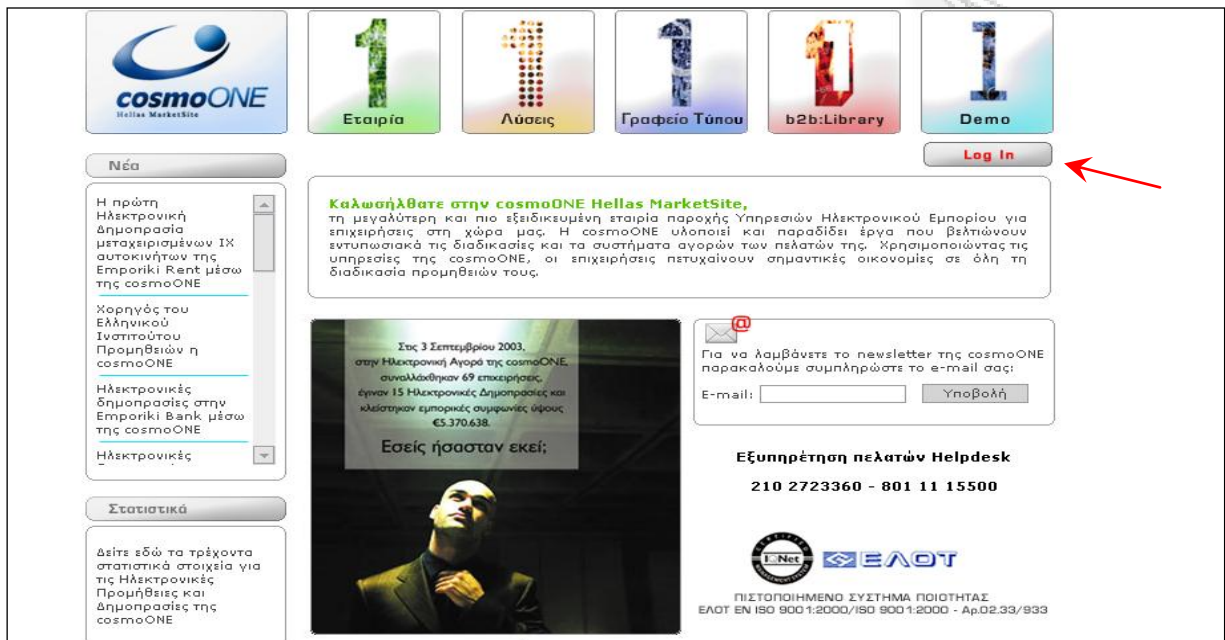 cosmoONE
Hellas MarketSite
Εταιρία
Λύσεις
Γραφείο Τύπου
b2b:Library
Demo
Log In
Νέα
Η πρώτη
Ηλεκτρονική
Δημοπρασία
μεταχειρισμένων ΙΧ
αυτοκινήτων της
Emporiki Rent μέσω
της cosmoONE
Χορηγός του
Ελληνικού
Ινστιτούτου
Προμηθειών η
cosmoONE
Ηλεκτρονικές
δημοπρασίες στην
Emporiki Bank μέσω
της cosmoONE
Ηλεκτρονικές
Στατιστικά
Δείτε εδώ τα τρέχοντα
στατιστικά στοιχεία για
τις Ηλεκτρονικές
Προμήθειες και
Δημοπρασίες της
cosmoONE
Καλωσήλθατε στην cosmoONE Hellas MarketSite,
τη μεγαλύτερη και πιο εξειδικευμένη εταιρία παροχής Υπηρεσιών Ηλεκτρονικού Εμπορίου για
επιχειρήσεις στη χώρα μας. Η cosmoONE υλοποιεί και παραδίδει έργα που βελτιώνουν
εντυπωσιακά τις διαδικασίες και τα συστήματα αγορών των πελατών της. Χρησιμοποιώντας τις
υπηρεσίες της cosmoONE, οι επιχειρήσεις πετυχαίνουν σημαντικές οικονομίες σε όλη τη
διαδικασία προμηθειών τους.
Στις 3 Σεπτεμβρίου 2003,
στην Ηλεκτρονική Αγορά της cosmoONE,
συναλλάχθηκαν 69 επιχειρήσεις,
έγιναν 15 Ηλεκτρονικές Δημοπρασίες και
κλείστηκαν εμπορικές συμφωνίες ύψους
€5.370.638.
Εσείς ήσασταν εκεί;
@
Για να λαμβάνετε το newsletter της cosmoONE
παρακαλούμε συμπληρώστε το e-mail σας:
E-mail:
Υποβολή
Εξυπηρέτηση πελατών Helpdesk
210 2723360 - 801 11 15500
CERTIFIED
IQNet
MANAGEMENT SYSTEM
ΕΛΟΤ
ΠΙΣΤΟΠΟΙΗΜΕΝΟ ΣΥΣΤΗΜΑ ΠΟΙΟΤΗΤΑΣ
ΕΛΟΤ EN ISO 9001:2000/ISO 9001:2000 - Αρ.02.33/933